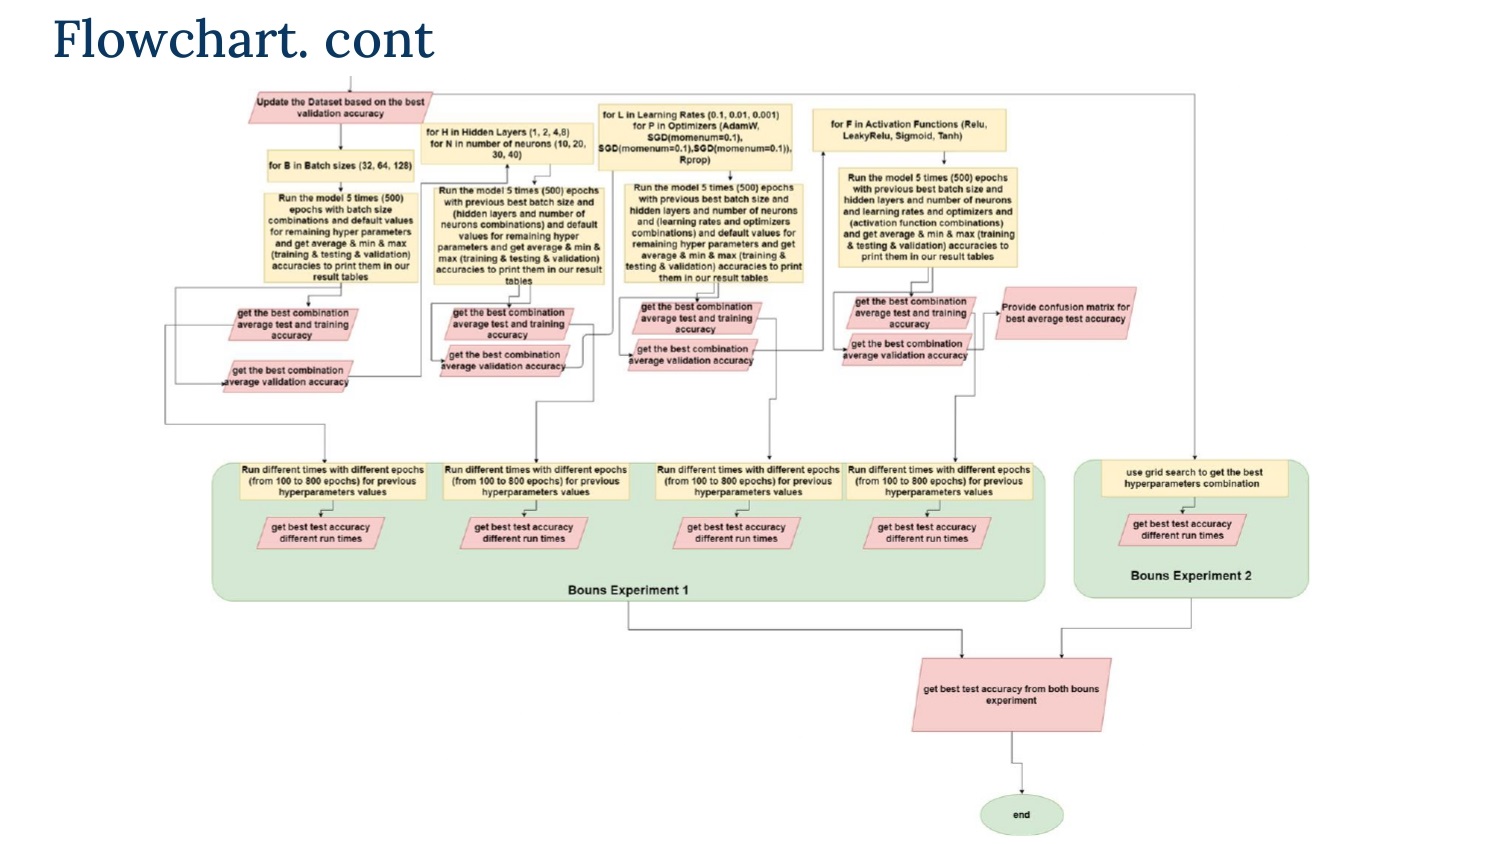 Flowchart. cont
Update the Dataset based on the best
validation accuracy
for B in Batch sizes (32, 64, 128)
Run the model 5 times (500)
epochs with batch size
combinations and default values
for remaining hyper parameters
and get average & min & max
(training & testing & validation)
accuracies to print them in our
result tables
get the best combination
average test and training
accuracy
get the best combination
average validation accuracy
for H in Hidden Layers (1, 2, 4,8)
for N in number of neurons (10, 20,
30, 40)
Run the model 5 times (500) epochs
with previous best batch size and
(hidden layers and number of
neurons combinations) and default
values for remaining hyper
parameters and get average & min &
max (training & testing & validation)
accuracies to print them in our result
tables
get the best combination
average test and training
accuracy
get the best combination
average validation accuracy
for L in Learning Rates (0.1, 0.01, 0.001)
for P in Optimizers (AdamW,
SGD(momenum=0.1),
SGD(momenum=0.1),SGD(momenum=0.1)),
Rprop)
Run the model 5 times (500) epochs
with previous best batch size and
hidden layers and number of neurons
and (learning rates and optimizers
combinations) and default values for
remaining hyper parameters and get
average & min & max (training &
testing & validation) accuracies to print
them in our result tables
get the best combination
average test and training
accuracy
get the best combination
average validation accuracy
for F in Activation Functions (Relu,
LeakyRelu, Sigmoid, Tanh)
Run the model 5 times (500) epochs
with previous best batch size and
hidden layers and number of neurons
and learning rates and optimizers and
(activation function combinations)
and get average & min & max (training
& testing & validation) accuracies to
print them in our result tables
get the best combination
average test and training
accuracy
get the best combination
average validation accuracy
Provide confusion matrix for
best average test accuracy
Run different times with different epochs
(from 100 to 800 epochs) for previous
hyperparameters values
get best test accuracy
different run times
Run different times with different epochs
(from 100 to 800 epochs) for previous
hyperparameters values
get best test accuracy
different run times
Run different times with different epochs
(from 100 to 800 epochs) for previous
hyperparameters values
get best test accuracy
different run times
Run different times with different epochs
(from 100 to 800 epochs) for previous
hyperparameters values
get best test accuracy
different run times
Bouns Experiment 1
use grid search to get the best
hyperparameters combination
get best test accuracy
different run times
Bouns Experiment 2
get best test accuracy from both bouns
experiment
end